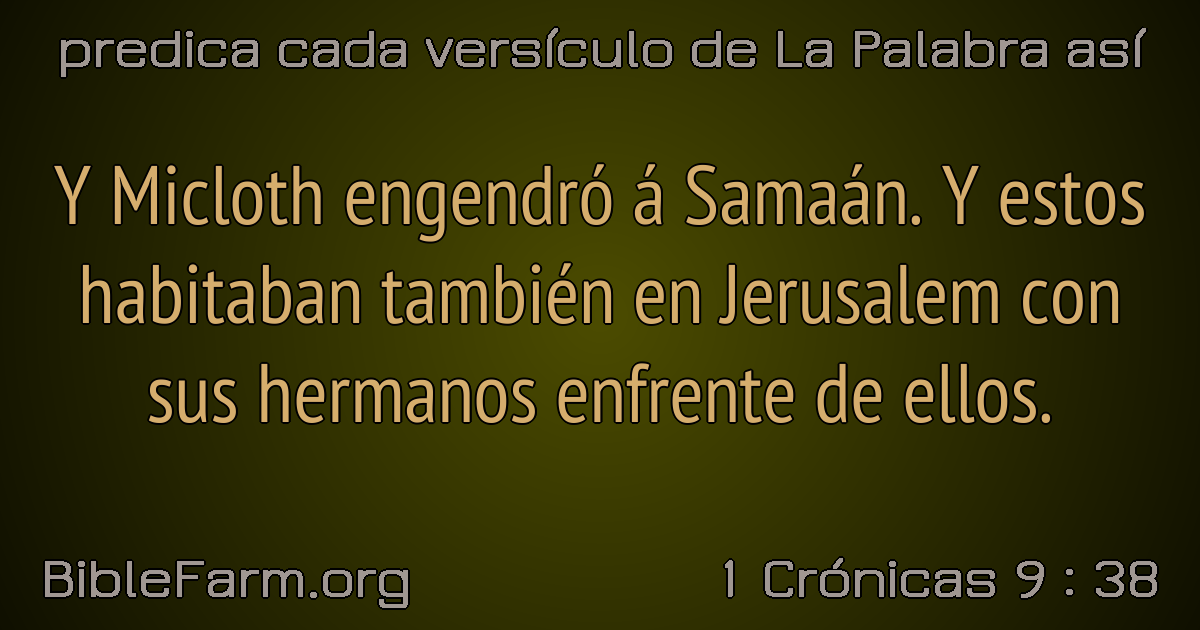 predica cada versículo de La Palabra así
Y Micloth engendró á Samaán. Y estos
habitaban también en Jerusalem con
sus hermanos enfrente de ellos.
BibleFarm.org
1 Crónicas 9 : 38